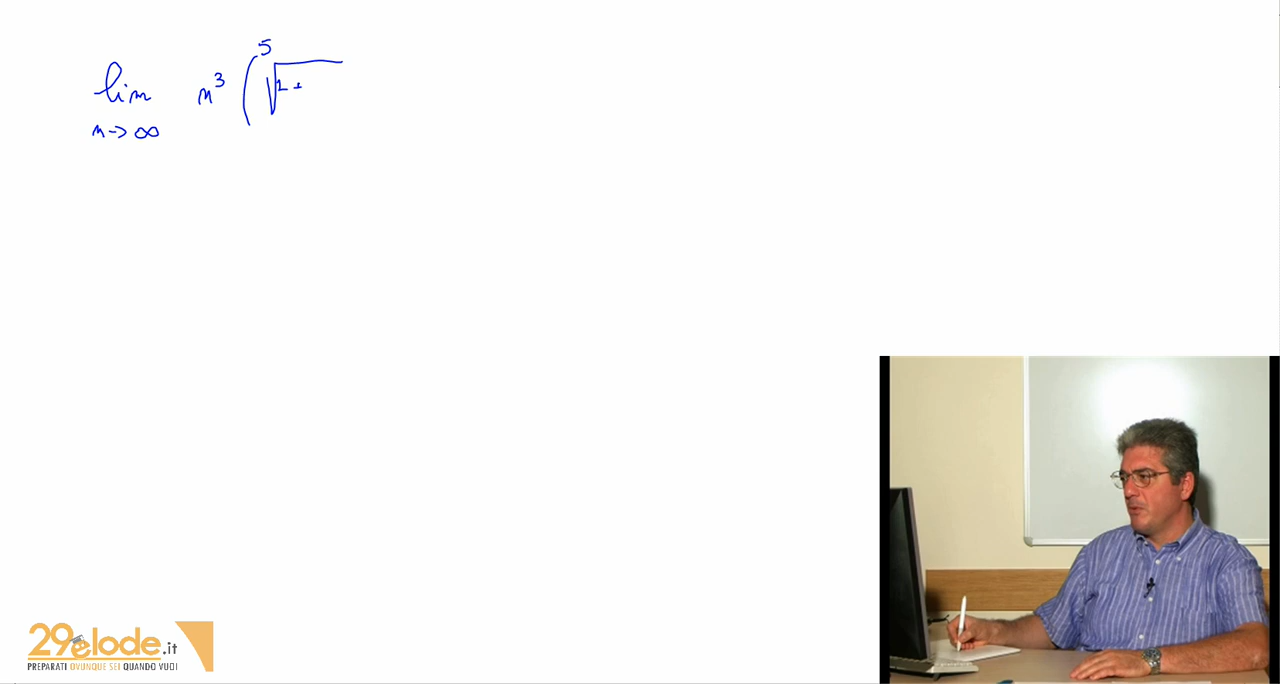 lim n³ ( ⁵√1 +
n → ∞
29elode.it
PREPARATI OVUNQUE SEI QUANDO VUOI